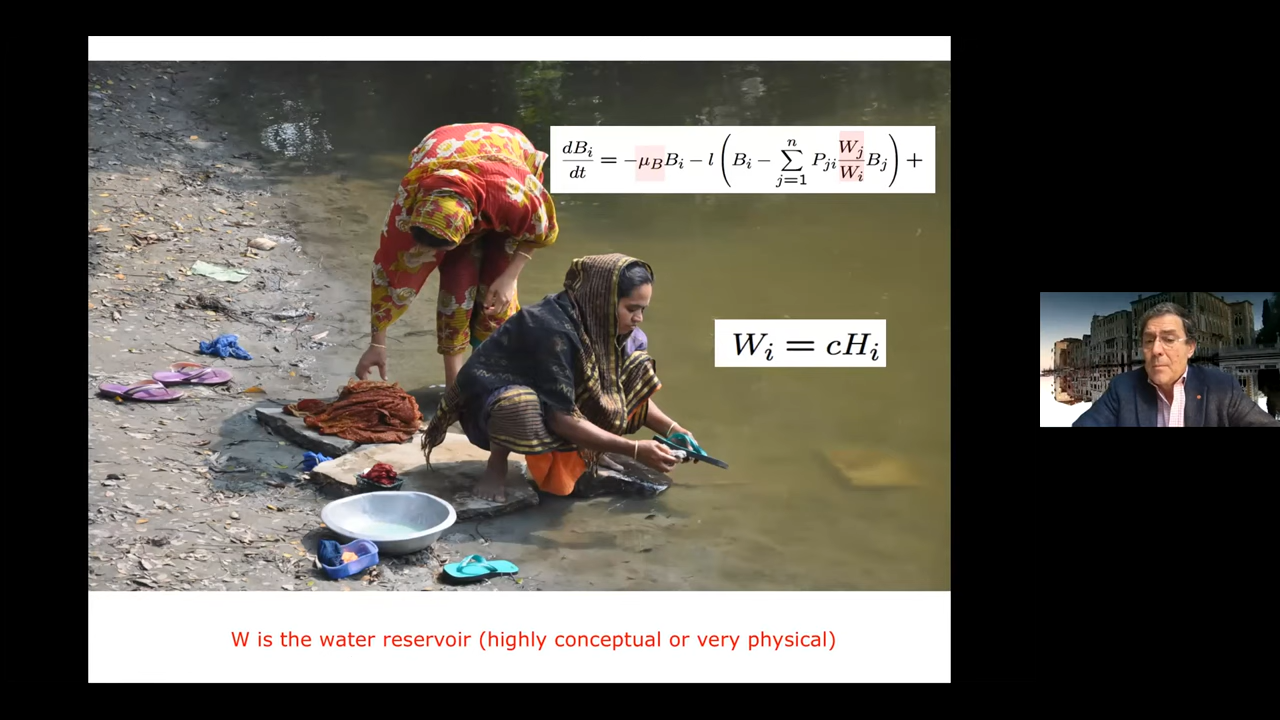 dB_i/dt = −μ_B B_i − l ( B_i − ∑_{j=1}^{n} P_{ji} W_j/W_i B_j ) +
W_i = cH_i
W is the water reservoir (highly conceptual or very physical)